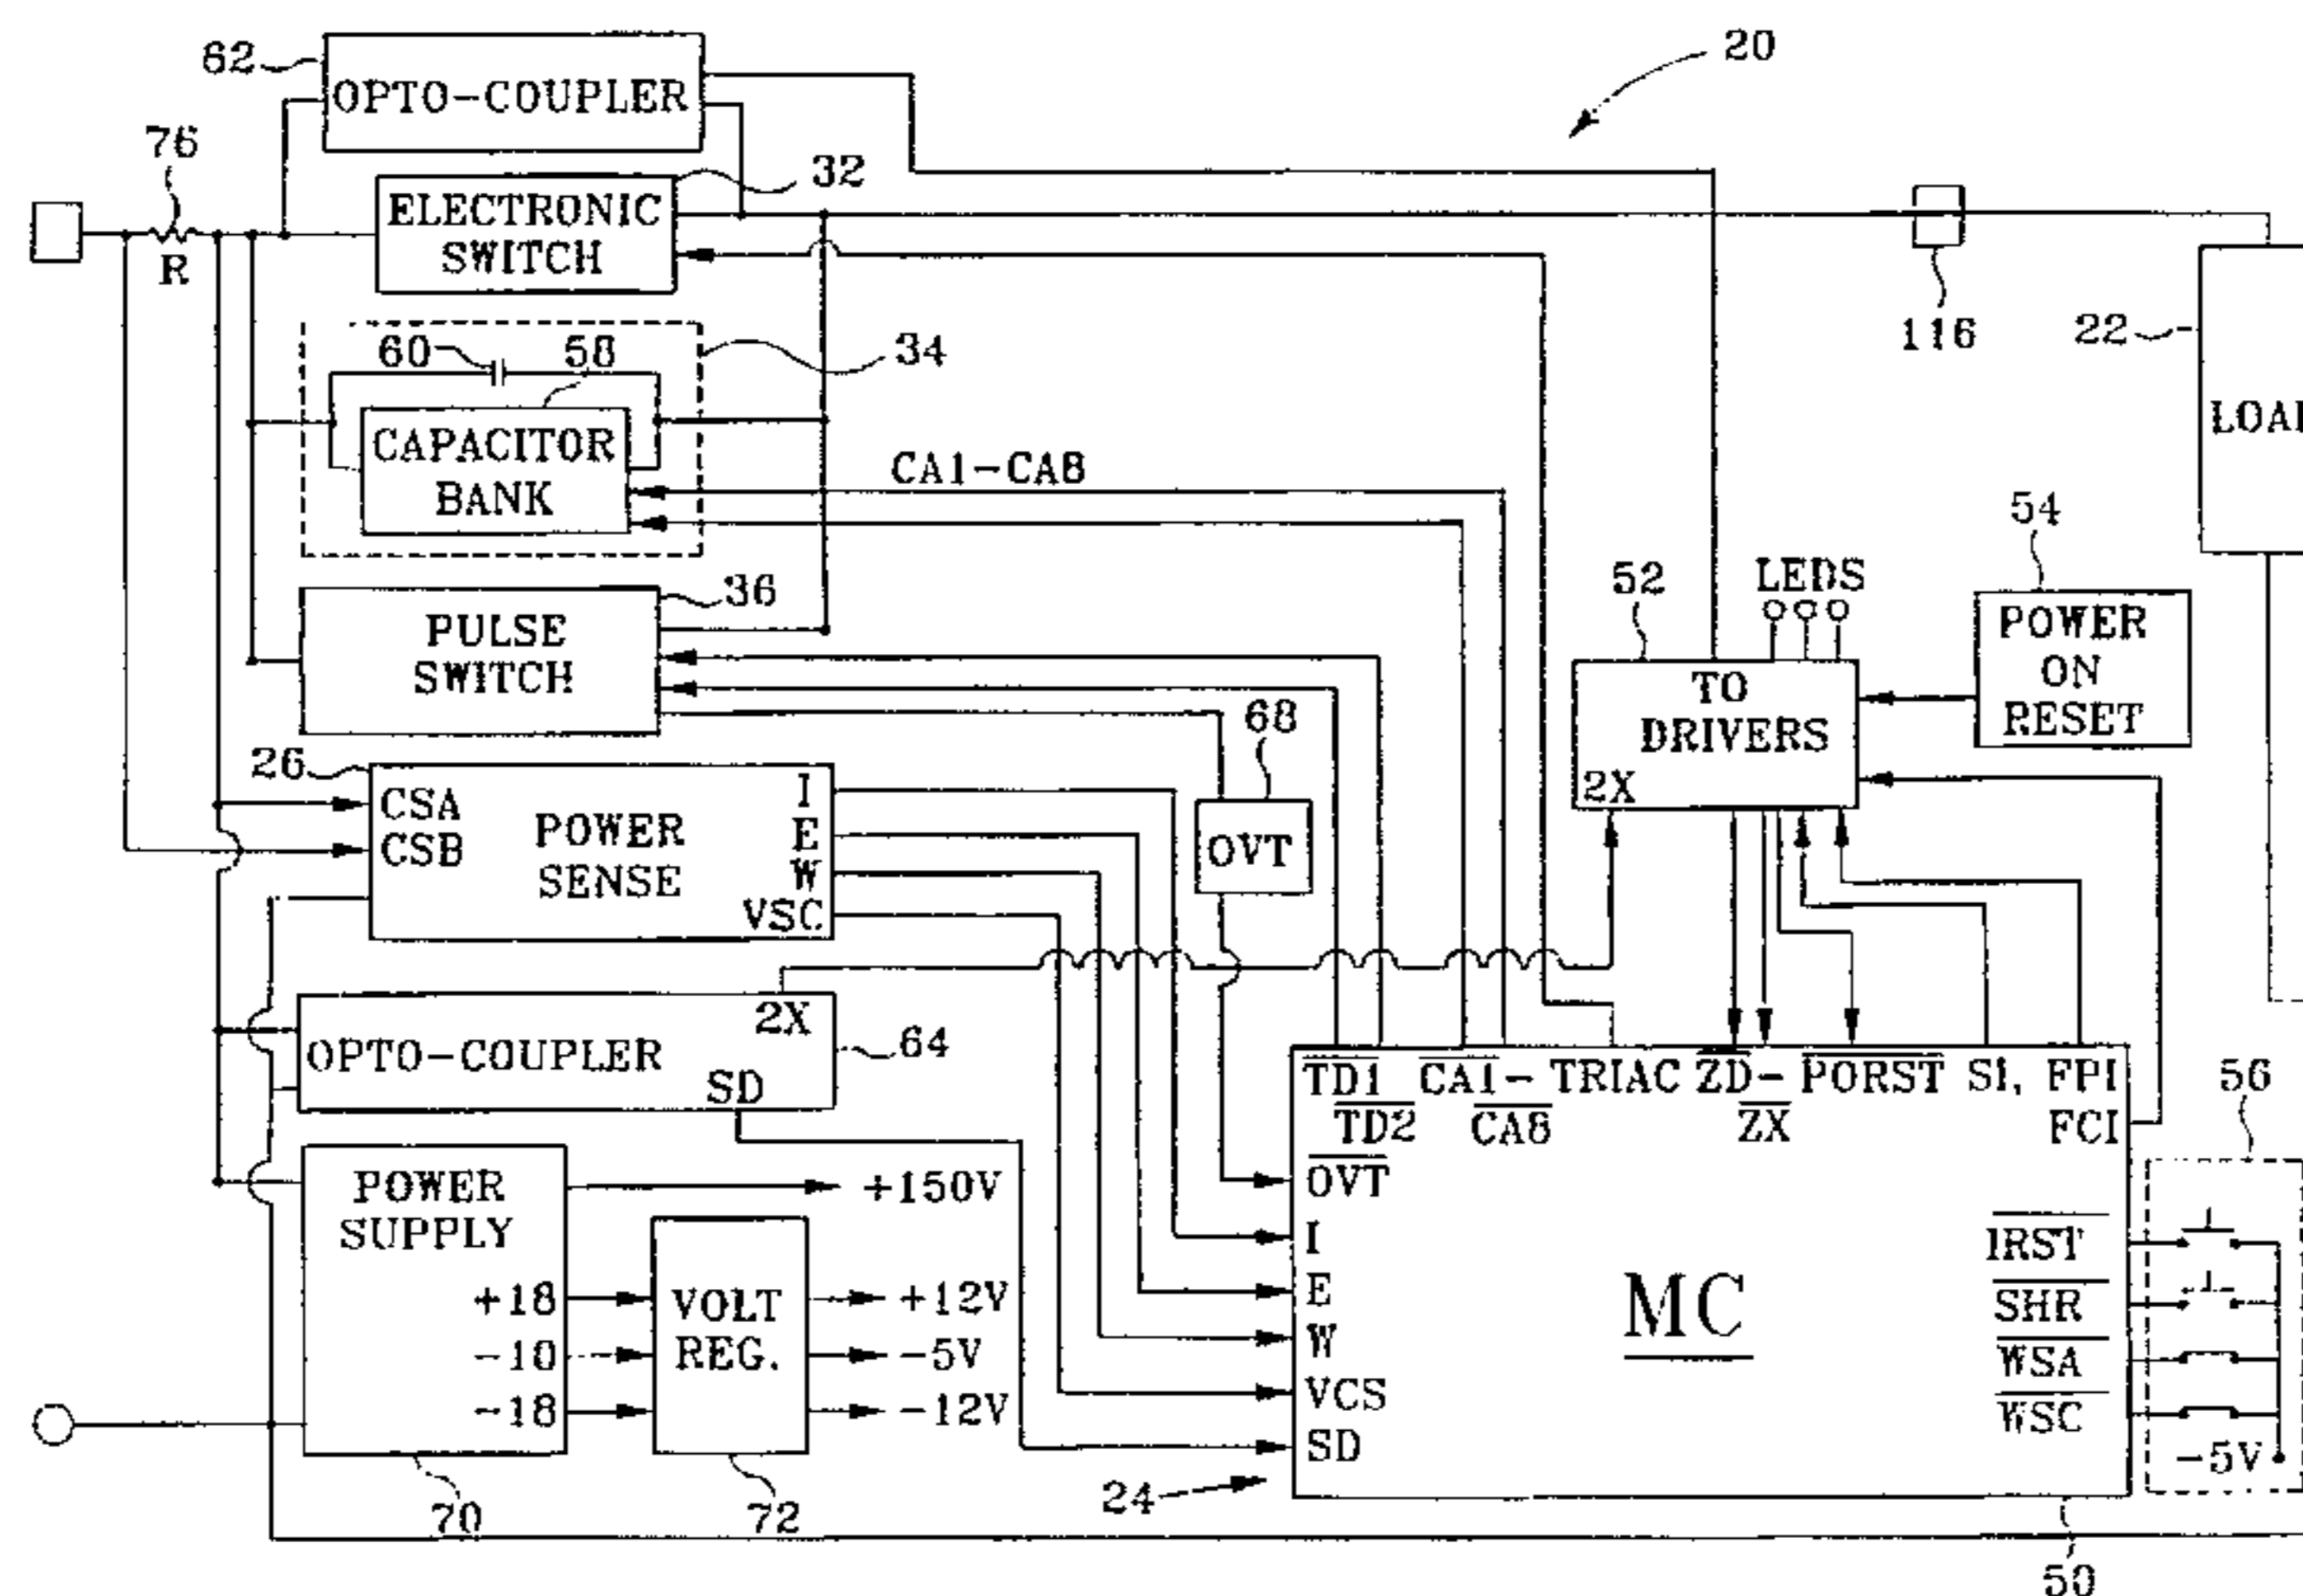 62
OPTO-COUPLER
20
76
32
ELECTRONIC
SWITCH
R
116
22
60
58
34
LOA
CAPACITOR
BANK
CA1-CA8
54
52
LEDS
36
PULSE
SWITCH
POWER
ON
RESET
TO
DRIVERS
2X
68
26
CSA
CSB
POWER
SENSE
I
E
W
VSC
OVT
2X
OPTO-COUPLER
SD
64
TD1 CA1- TRIAC ZD- PORST S1, FPI
TD2 CA8 ZX FCI
56
OVT
I
E
W
VCS
SD
MC
IRST
SHR
WSA
WSC
-5V
POWER
SUPPLY
+150V
+18
-10
-18
VOLT
REG.
+12V
-5V
-12V
24
70
72
50